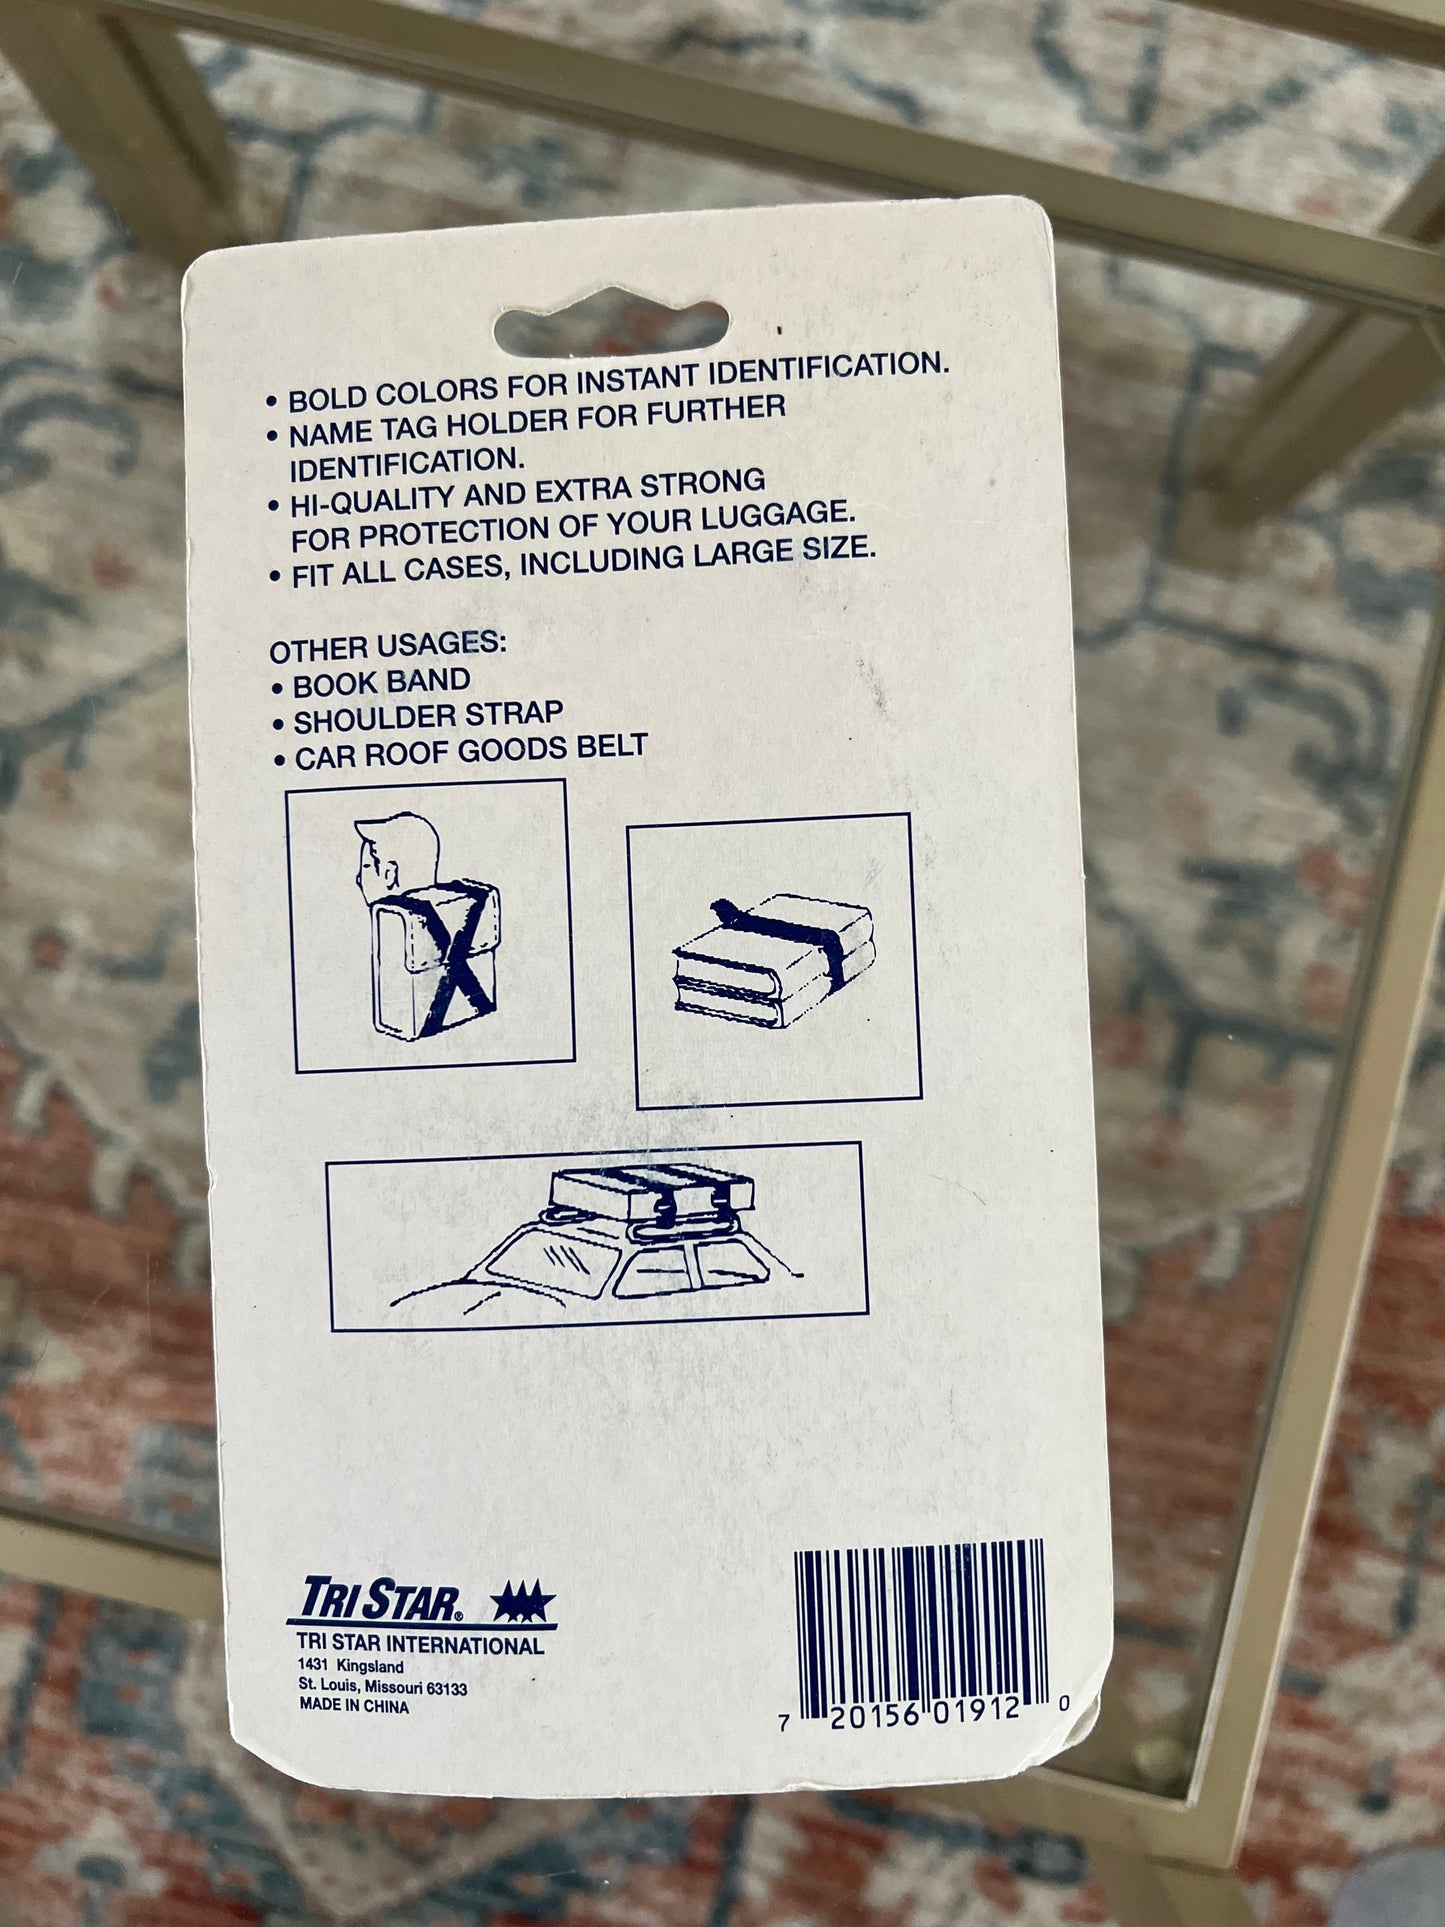 • BOLD COLORS FOR INSTANT IDENTIFICATION.
• NAME TAG HOLDER FOR FURTHER
IDENTIFICATION.
• HI-QUALITY AND EXTRA STRONG
FOR PROTECTION OF YOUR LUGGAGE.
• FIT ALL CASES, INCLUDING LARGE SIZE.
OTHER USAGES:
• BOOK BAND
• SHOULDER STRAP
• CAR ROOF GOODS BELT
TRI STAR®
TRI STAR INTERNATIONAL
1431 Kingsland
St. Louis, Missouri 63133
MADE IN CHINA
7 20156 01912 0